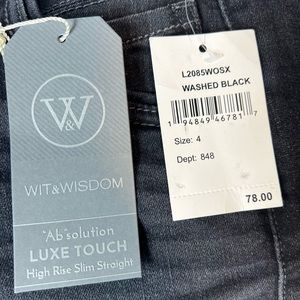 W&
WIT&WISDOM
"Ab"solution
LUXE TOUCH
High Rise Slim Straight
L2085WOSX
WASHED BLACK
1 94849 46781 7
Size: 4
Dept: 848
78.00